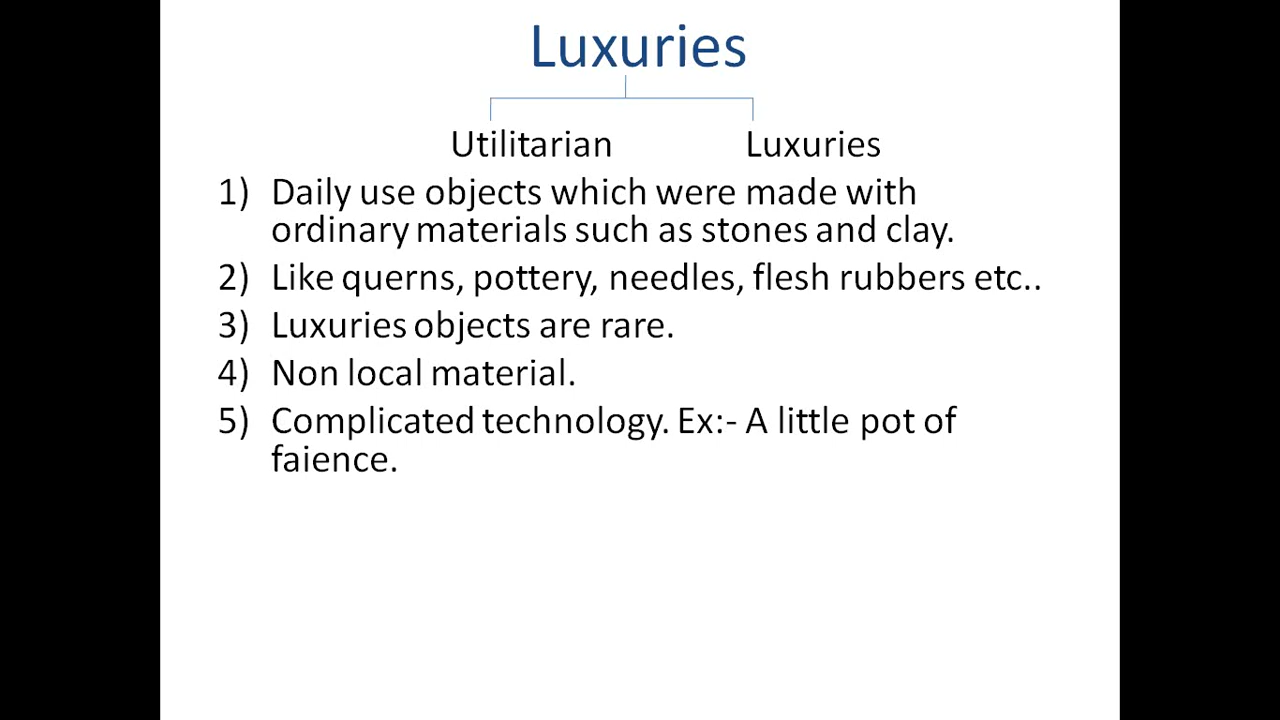 Luxuries
Utilitarian Luxuries
1) Daily use objects which were made with
ordinary materials such as stones and clay.
2) Like querns, pottery, needles, flesh rubbers etc..
3) Luxuries objects are rare.
4) Non local material.
5) Complicated technology. Ex:- A little pot of
faience.